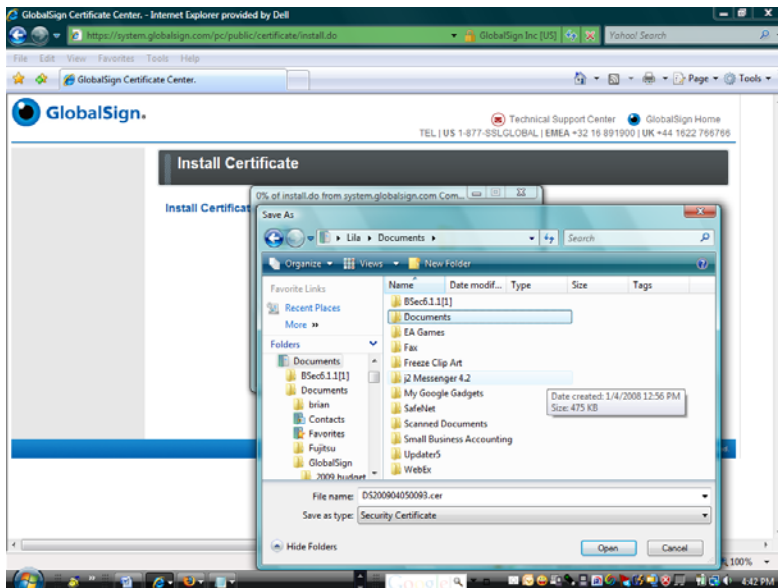 GlobalSign Certificate Center. - Internet Explorer provided by Dell
https://system.globalsign.com/pc/public/certificate/install.do
GlobalSign Inc [US]
Yahoo! Search
File Edit View Favorites Tools Help
GlobalSign Certificate Center.
Page Tools
GlobalSign.
Technical Support Center GlobalSign Home
TEL | US 1-877-SSLGLOBAL | EMEA +32 16 891900 | UK +44 1622 766766
Install Certificate
Install Certificat
0% of install.do from system.globalsign.com Com...
Save As
Lila Documents
Search
Organize Views New Folder
Favorite Links
Recent Places
More »
Folders
Documents
BSec6.1.1[1]
Documents
brian
Contacts
Favorites
Fujitsu
GlobalSign
2009 budget
Name Date modif... Type Size Tags
BSec6.1.1[1]
Documents
EA Games
Fax
Freeze Clip Art
j2 Messenger 4.2
My Google Gadgets
SafeNet
Scanned Documents
Small Business Accounting
Updater5
WebEx
Date created: 1/4/2008 12:56 PM
Size: 475 KB
File name: DS200904050093.cer
Save as type: Security Certificate
Hide Folders
Open Cancel
100%
Google
4:42 PM